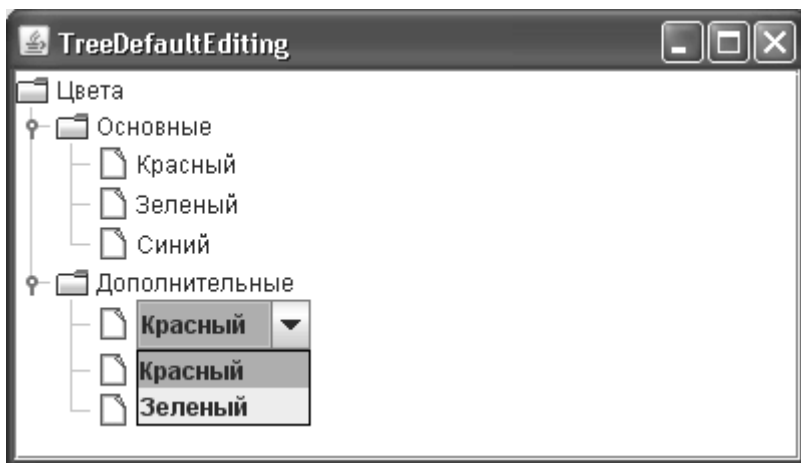 TreeDefaultEditing
Цвета
Основные
Красный
Зеленый
Синий
Дополнительные
Красный
Красный
Зеленый